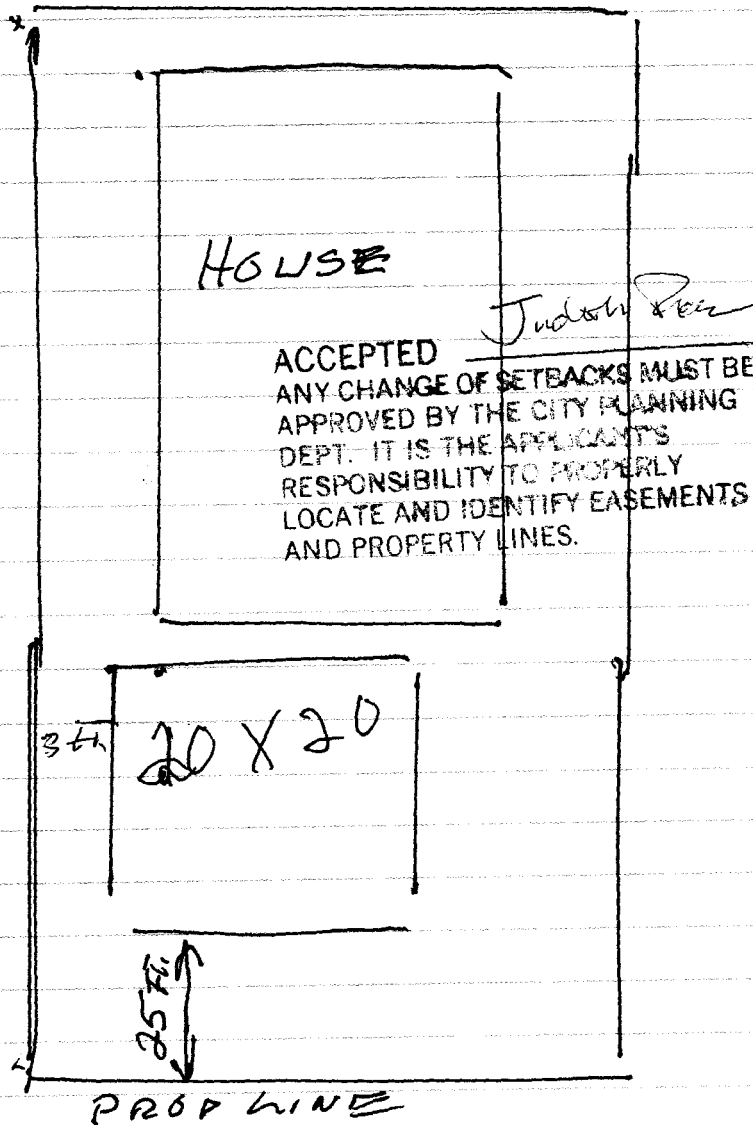 HOUSE
Judith
ACCEPTED
ANY CHANGE OF SETBACKS MUST BE
APPROVED BY THE CITY PLANNING
DEPT. IT IS THE APPLICANT'S
RESPONSIBILITY TO PROPERLY
LOCATE AND IDENTIFY EASEMENTS
AND PROPERTY LINES.
3 ft.
20 X 20
25 Ft.
PROP LINE